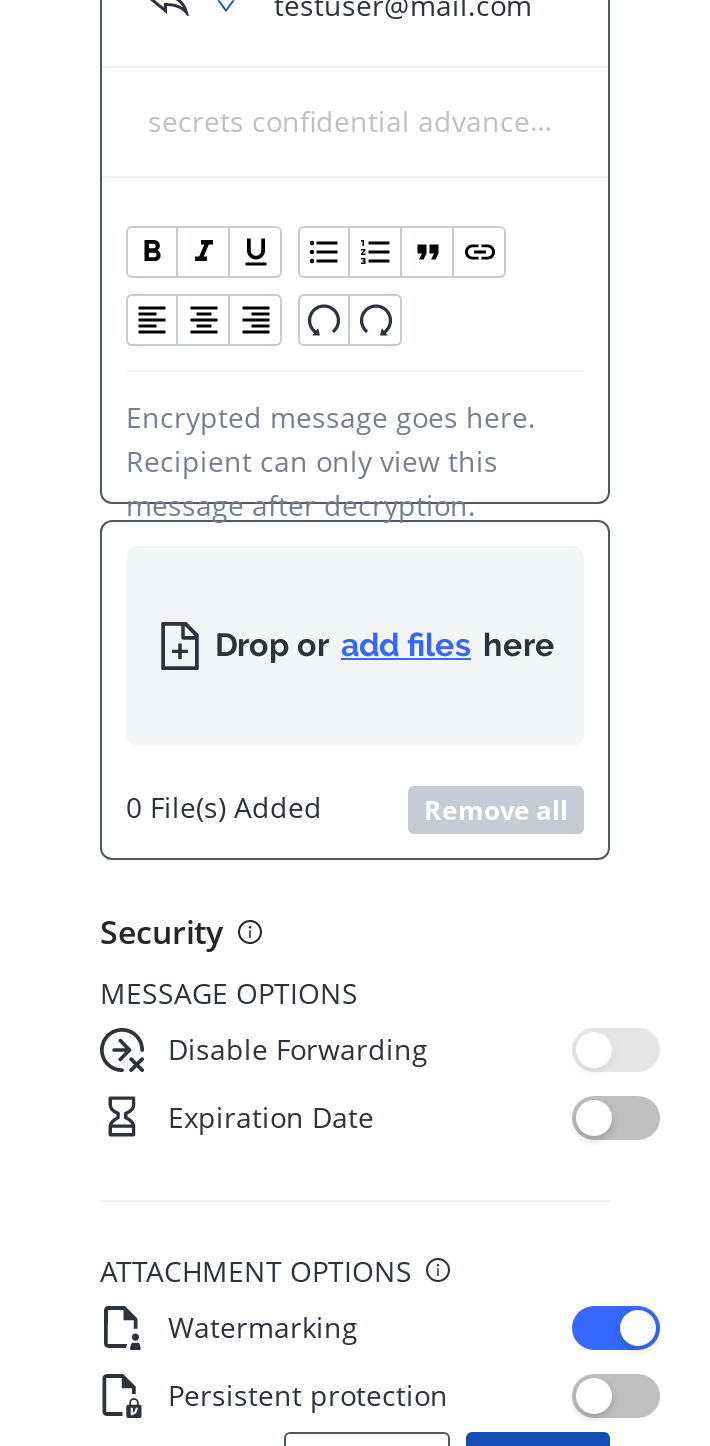 testuser@mail.com
secrets confidential advance...
B I U
Encrypted message goes here.
Recipient can only view this
message after decryption.
Drop or add files here
0 File(s) Added
Remove all
Security
MESSAGE OPTIONS
Disable Forwarding
Expiration Date
ATTACHMENT OPTIONS
Watermarking
Persistent protection